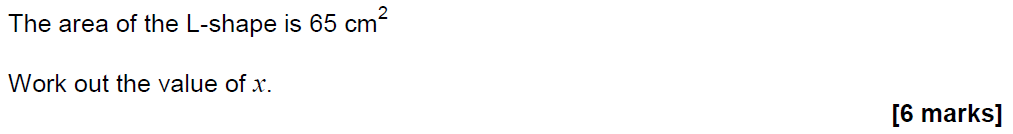 The area of the L-shape is 65 cm²
Work out the value of x.
[6 marks]